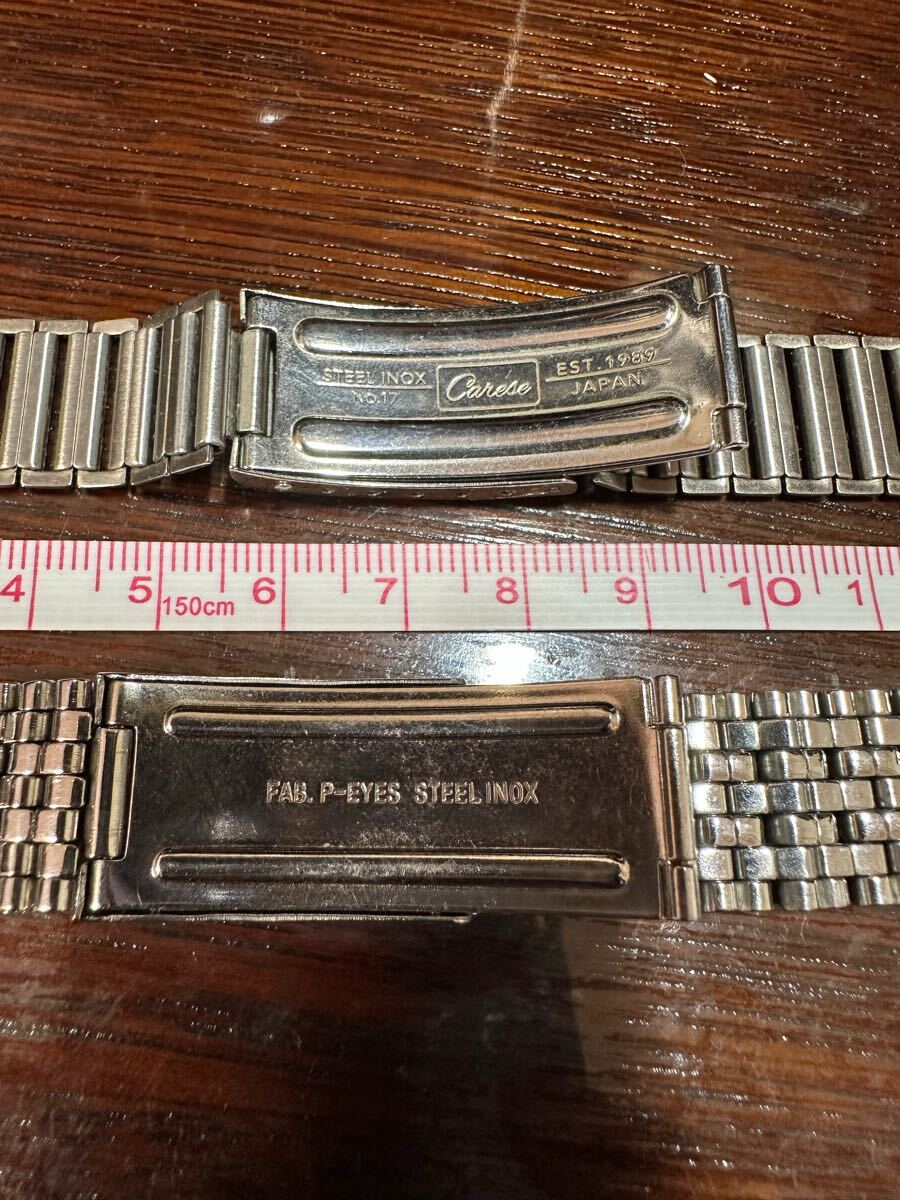 STEEL INOX
No.17
Carése
EST. 1989
JAPAN
4 5 6 7 8 9 10 1
150cm
FAB. P-EYES STEEL INOX